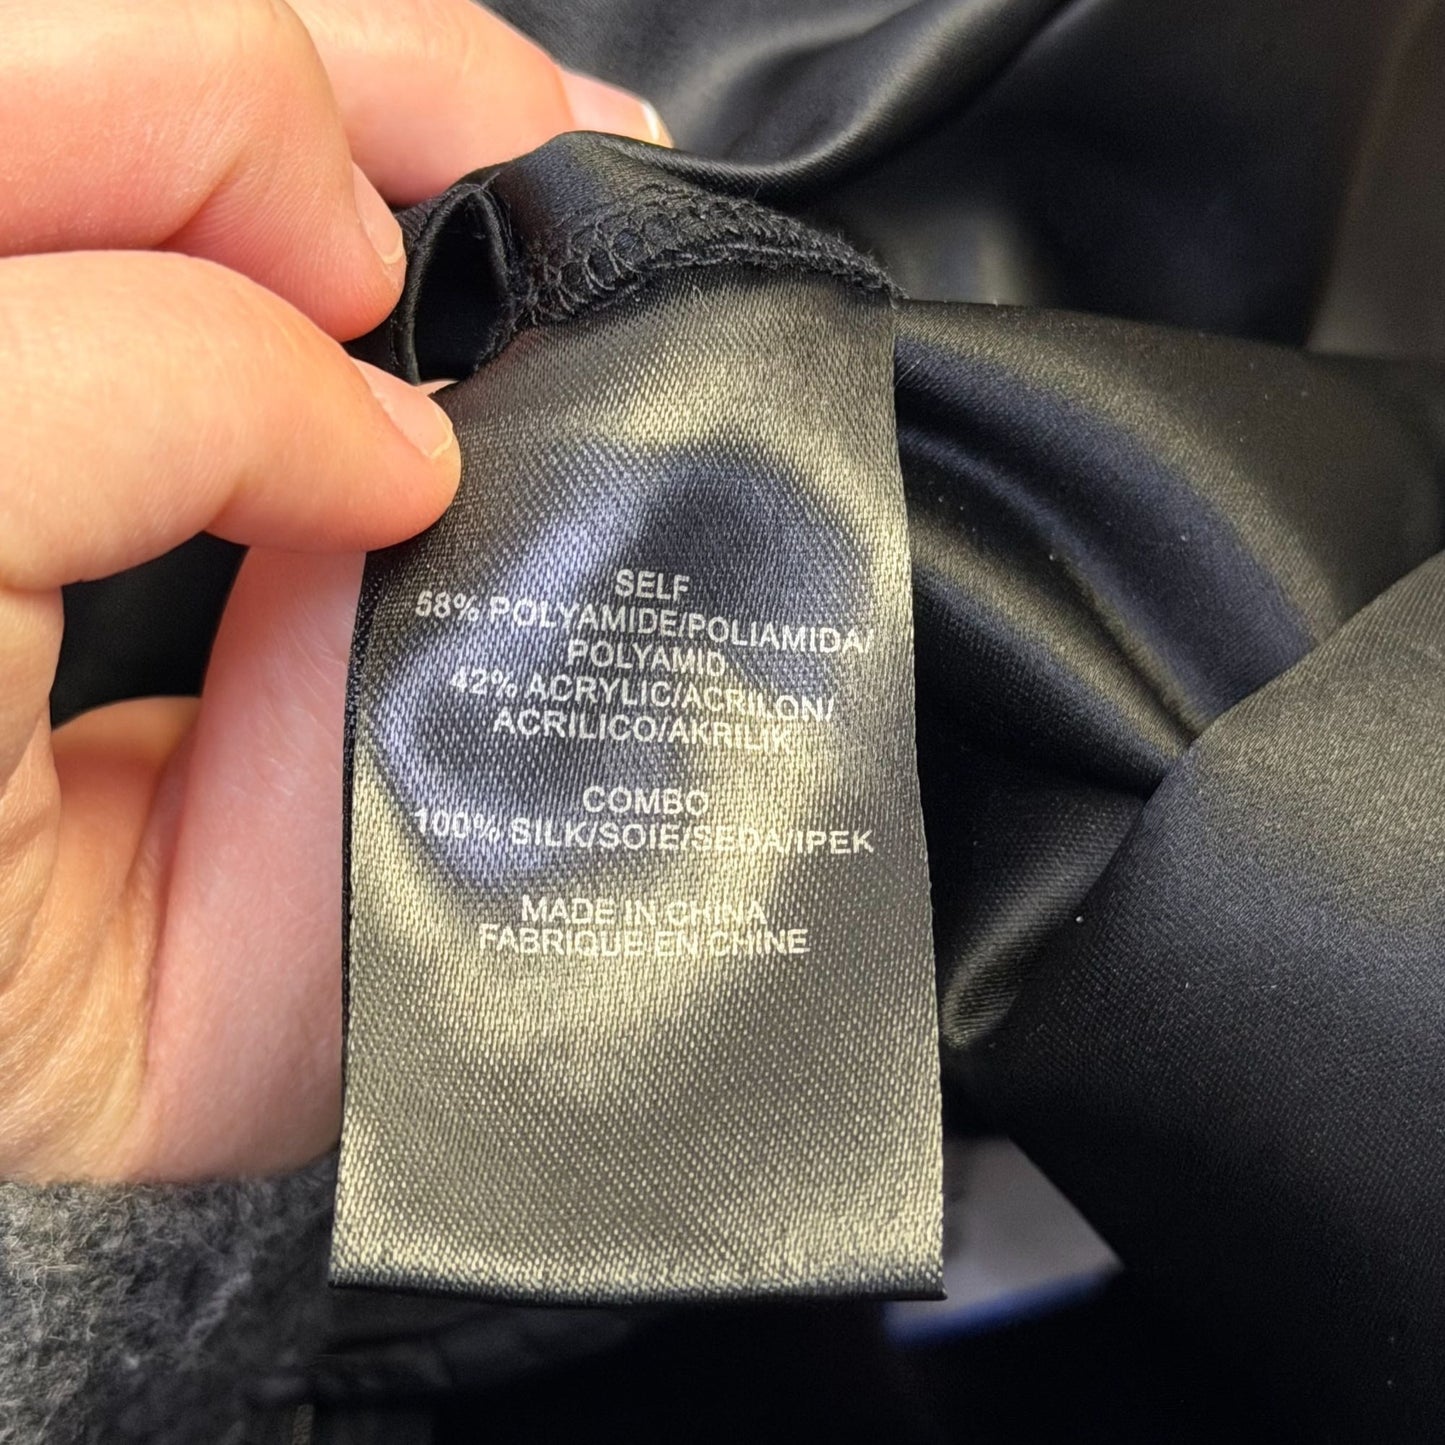 SELF
58% POLYAMIDE/POLIAMIDA/
POLYAMID
42% ACRYLIC/ACRILON/
ACRILICO/AKRILIK
COMBO
100% SILK/SOIE/SEDA/IPEK
MADE IN CHINA
FABRIQUE EN CHINE